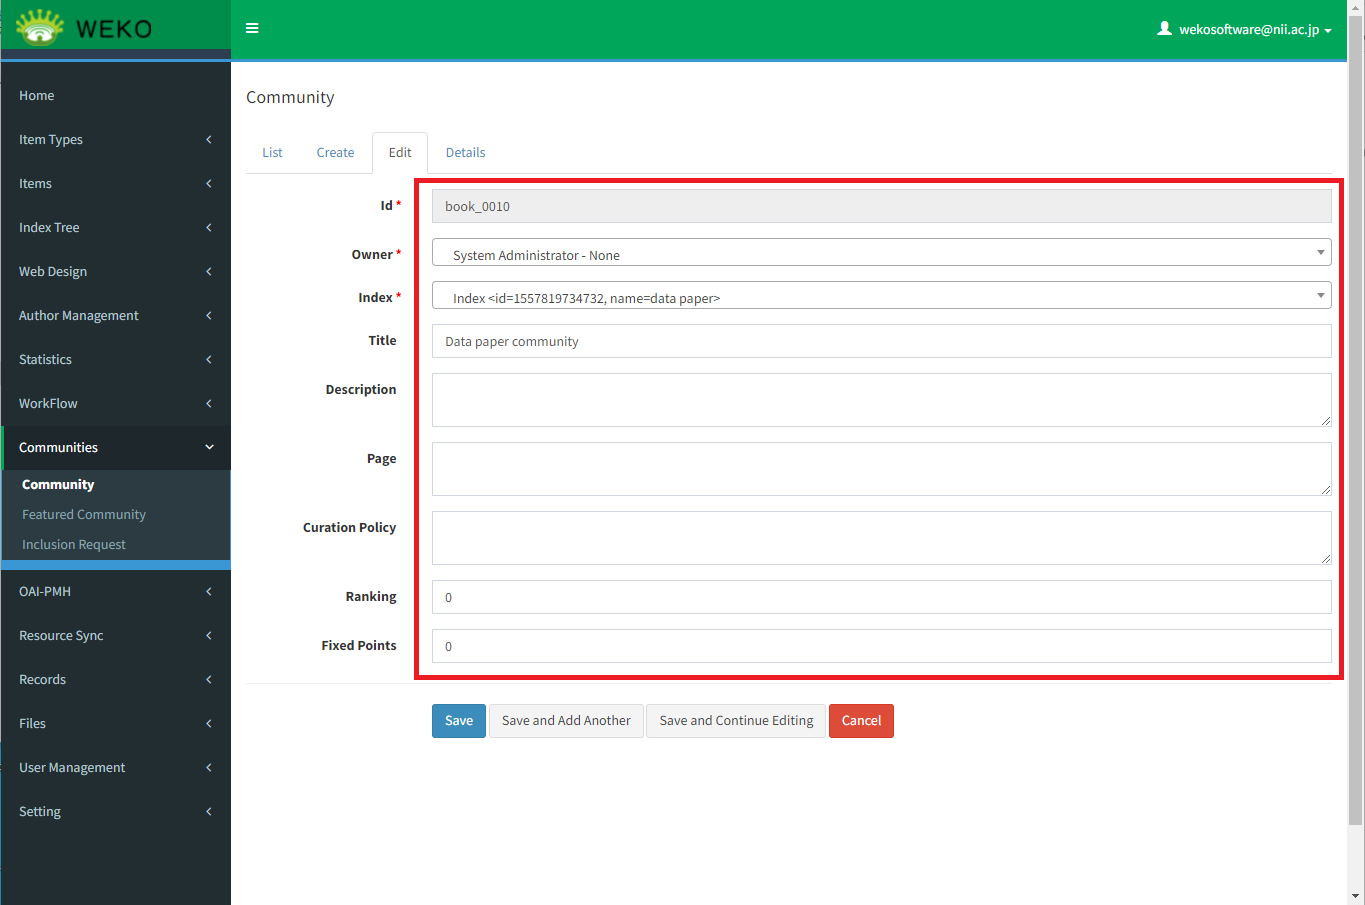 WEKO
wekosoftware@nii.ac.jp
Home
Item Types
Items
Index Tree
Web Design
Author Management
Statistics
WorkFlow
Communities
Community
Featured Community
Inclusion Request
OAI-PMH
Resource Sync
Records
Files
User Management
Setting
Community
List Create Edit Details
Id * book_0010
Owner * System Administrator - None
Index * Index <id=1557819734732, name=data paper>
Title Data paper community
Description
Page
Curation Policy
Ranking 0
Fixed Points 0
Save Save and Add Another Save and Continue Editing Cancel